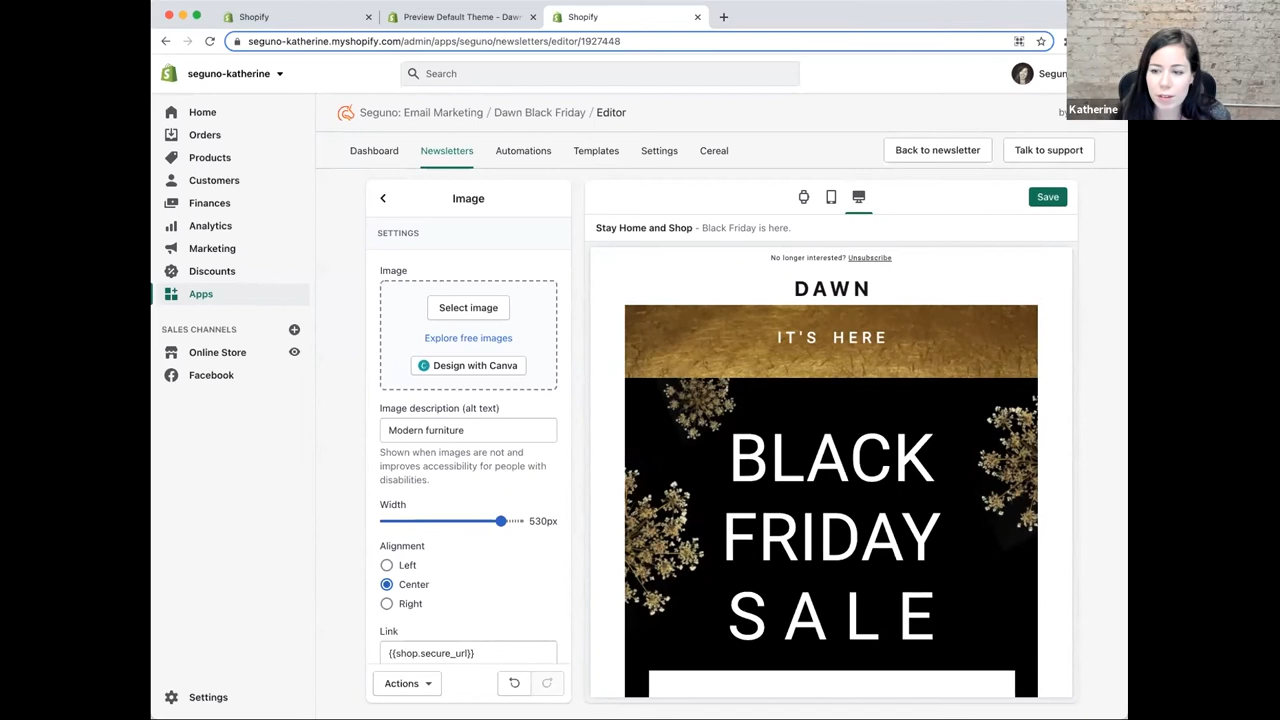 Shopify
Preview Default Theme - Dawn
Shopify
seguno-katherine.myshopify.com/admin/apps/seguno/newsletters/editor/1927448
seguno-katherine
Search
Katherine
Seguno: Email Marketing / Dawn Black Friday / Editor
Dashboard
Newsletters
Automations
Templates
Settings
Cereal
Back to newsletter
Talk to support
Home
Orders
Products
Customers
Finances
Analytics
Marketing
Discounts
Apps
SALES CHANNELS
Online Store
Facebook
Settings
Image
SETTINGS
Image
Select image
Explore free images
Design with Canva
Image description (alt text)
Modern furniture
Shown when images are not and
improves accessibility for people with
disabilities.
Width
530px
Alignment
Left
Center
Right
Link
{{shop.secure_url}}
Actions
Save
Stay Home and Shop - Black Friday is here.
No longer interested? Unsubscribe
DAWN
IT'S HERE
BLACK
FRIDAY
SALE